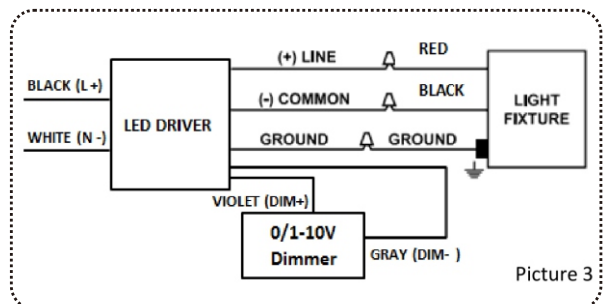 (+) LINE RED
BLACK (L+)
(-) COMMON BLACK
LED DRIVER
LIGHT
FIXTURE
WHITE (N -)
GROUND GROUND
VIOLET (DIM+)
0/1-10V
Dimmer
GRAY (DIM- )
Picture 3